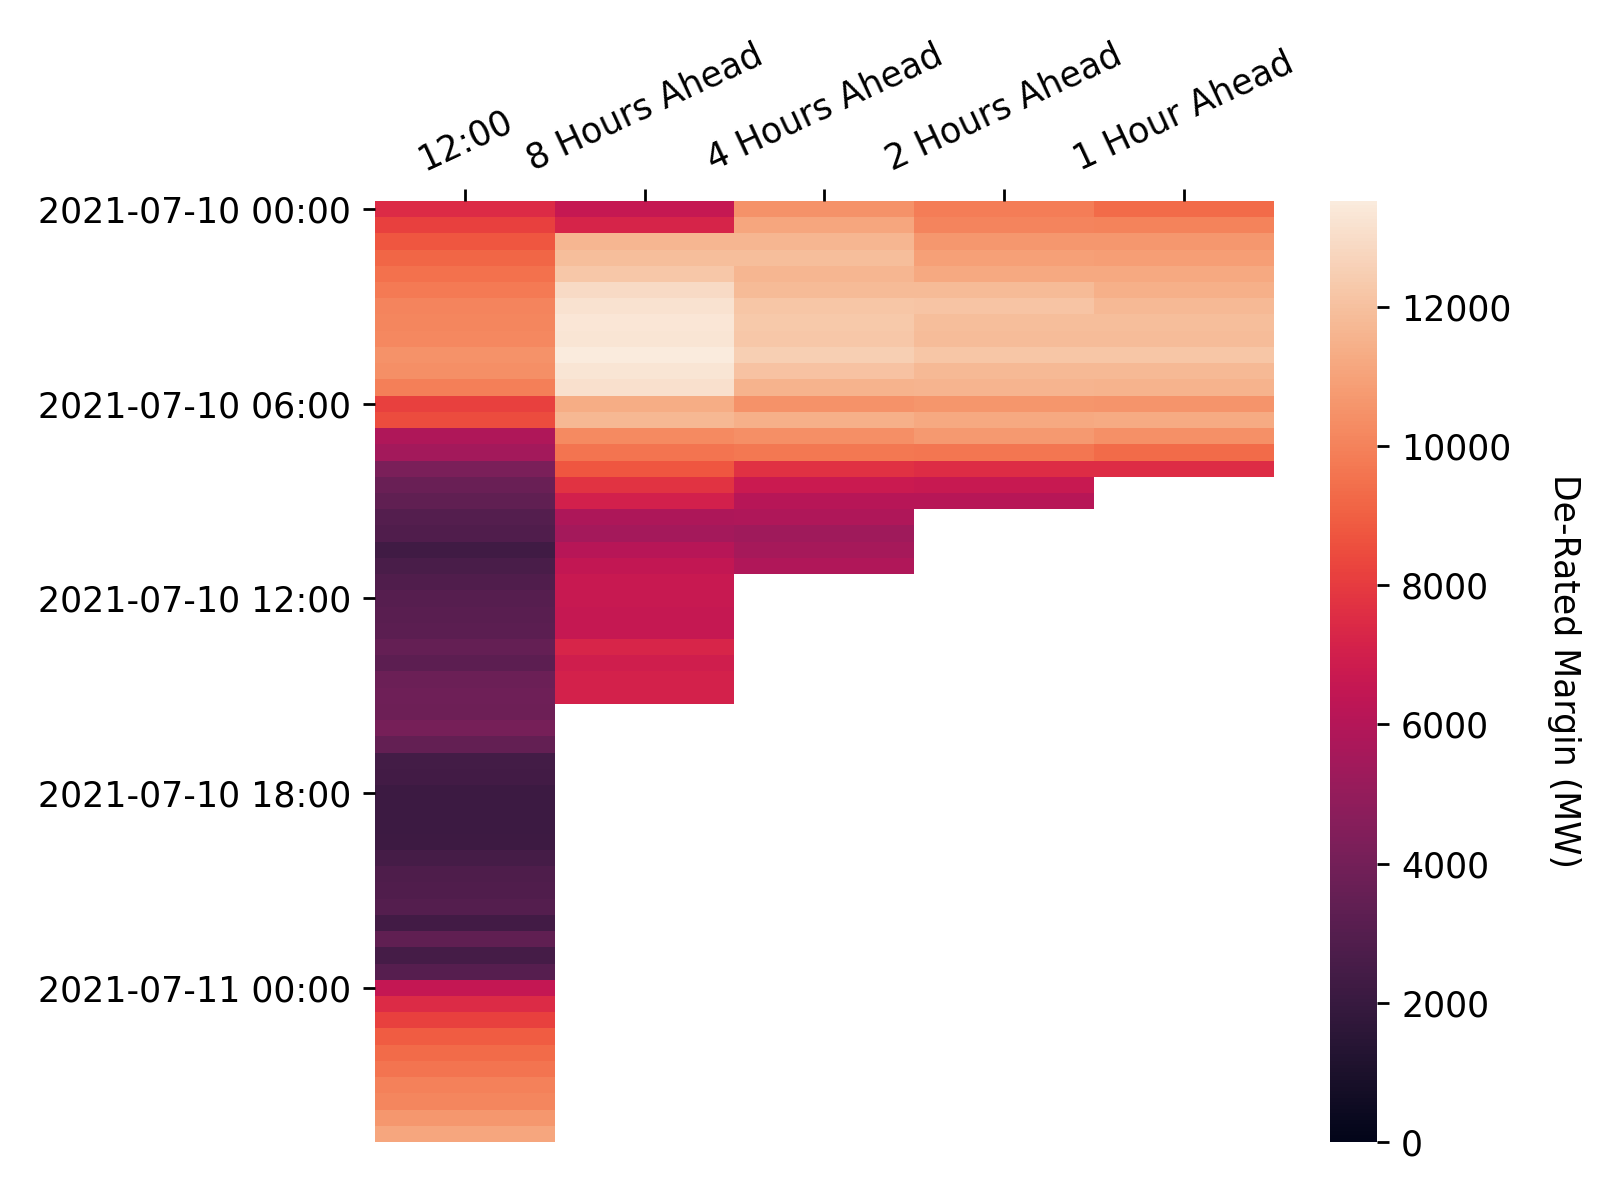 12:00
8 Hours Ahead
4 Hours Ahead
2 Hours Ahead
1 Hour Ahead
2021-07-10 00:00
2021-07-10 06:00
2021-07-10 12:00
2021-07-10 18:00
2021-07-11 00:00
12000
10000
8000
6000
4000
2000
0
De-Rated Margin (MW)